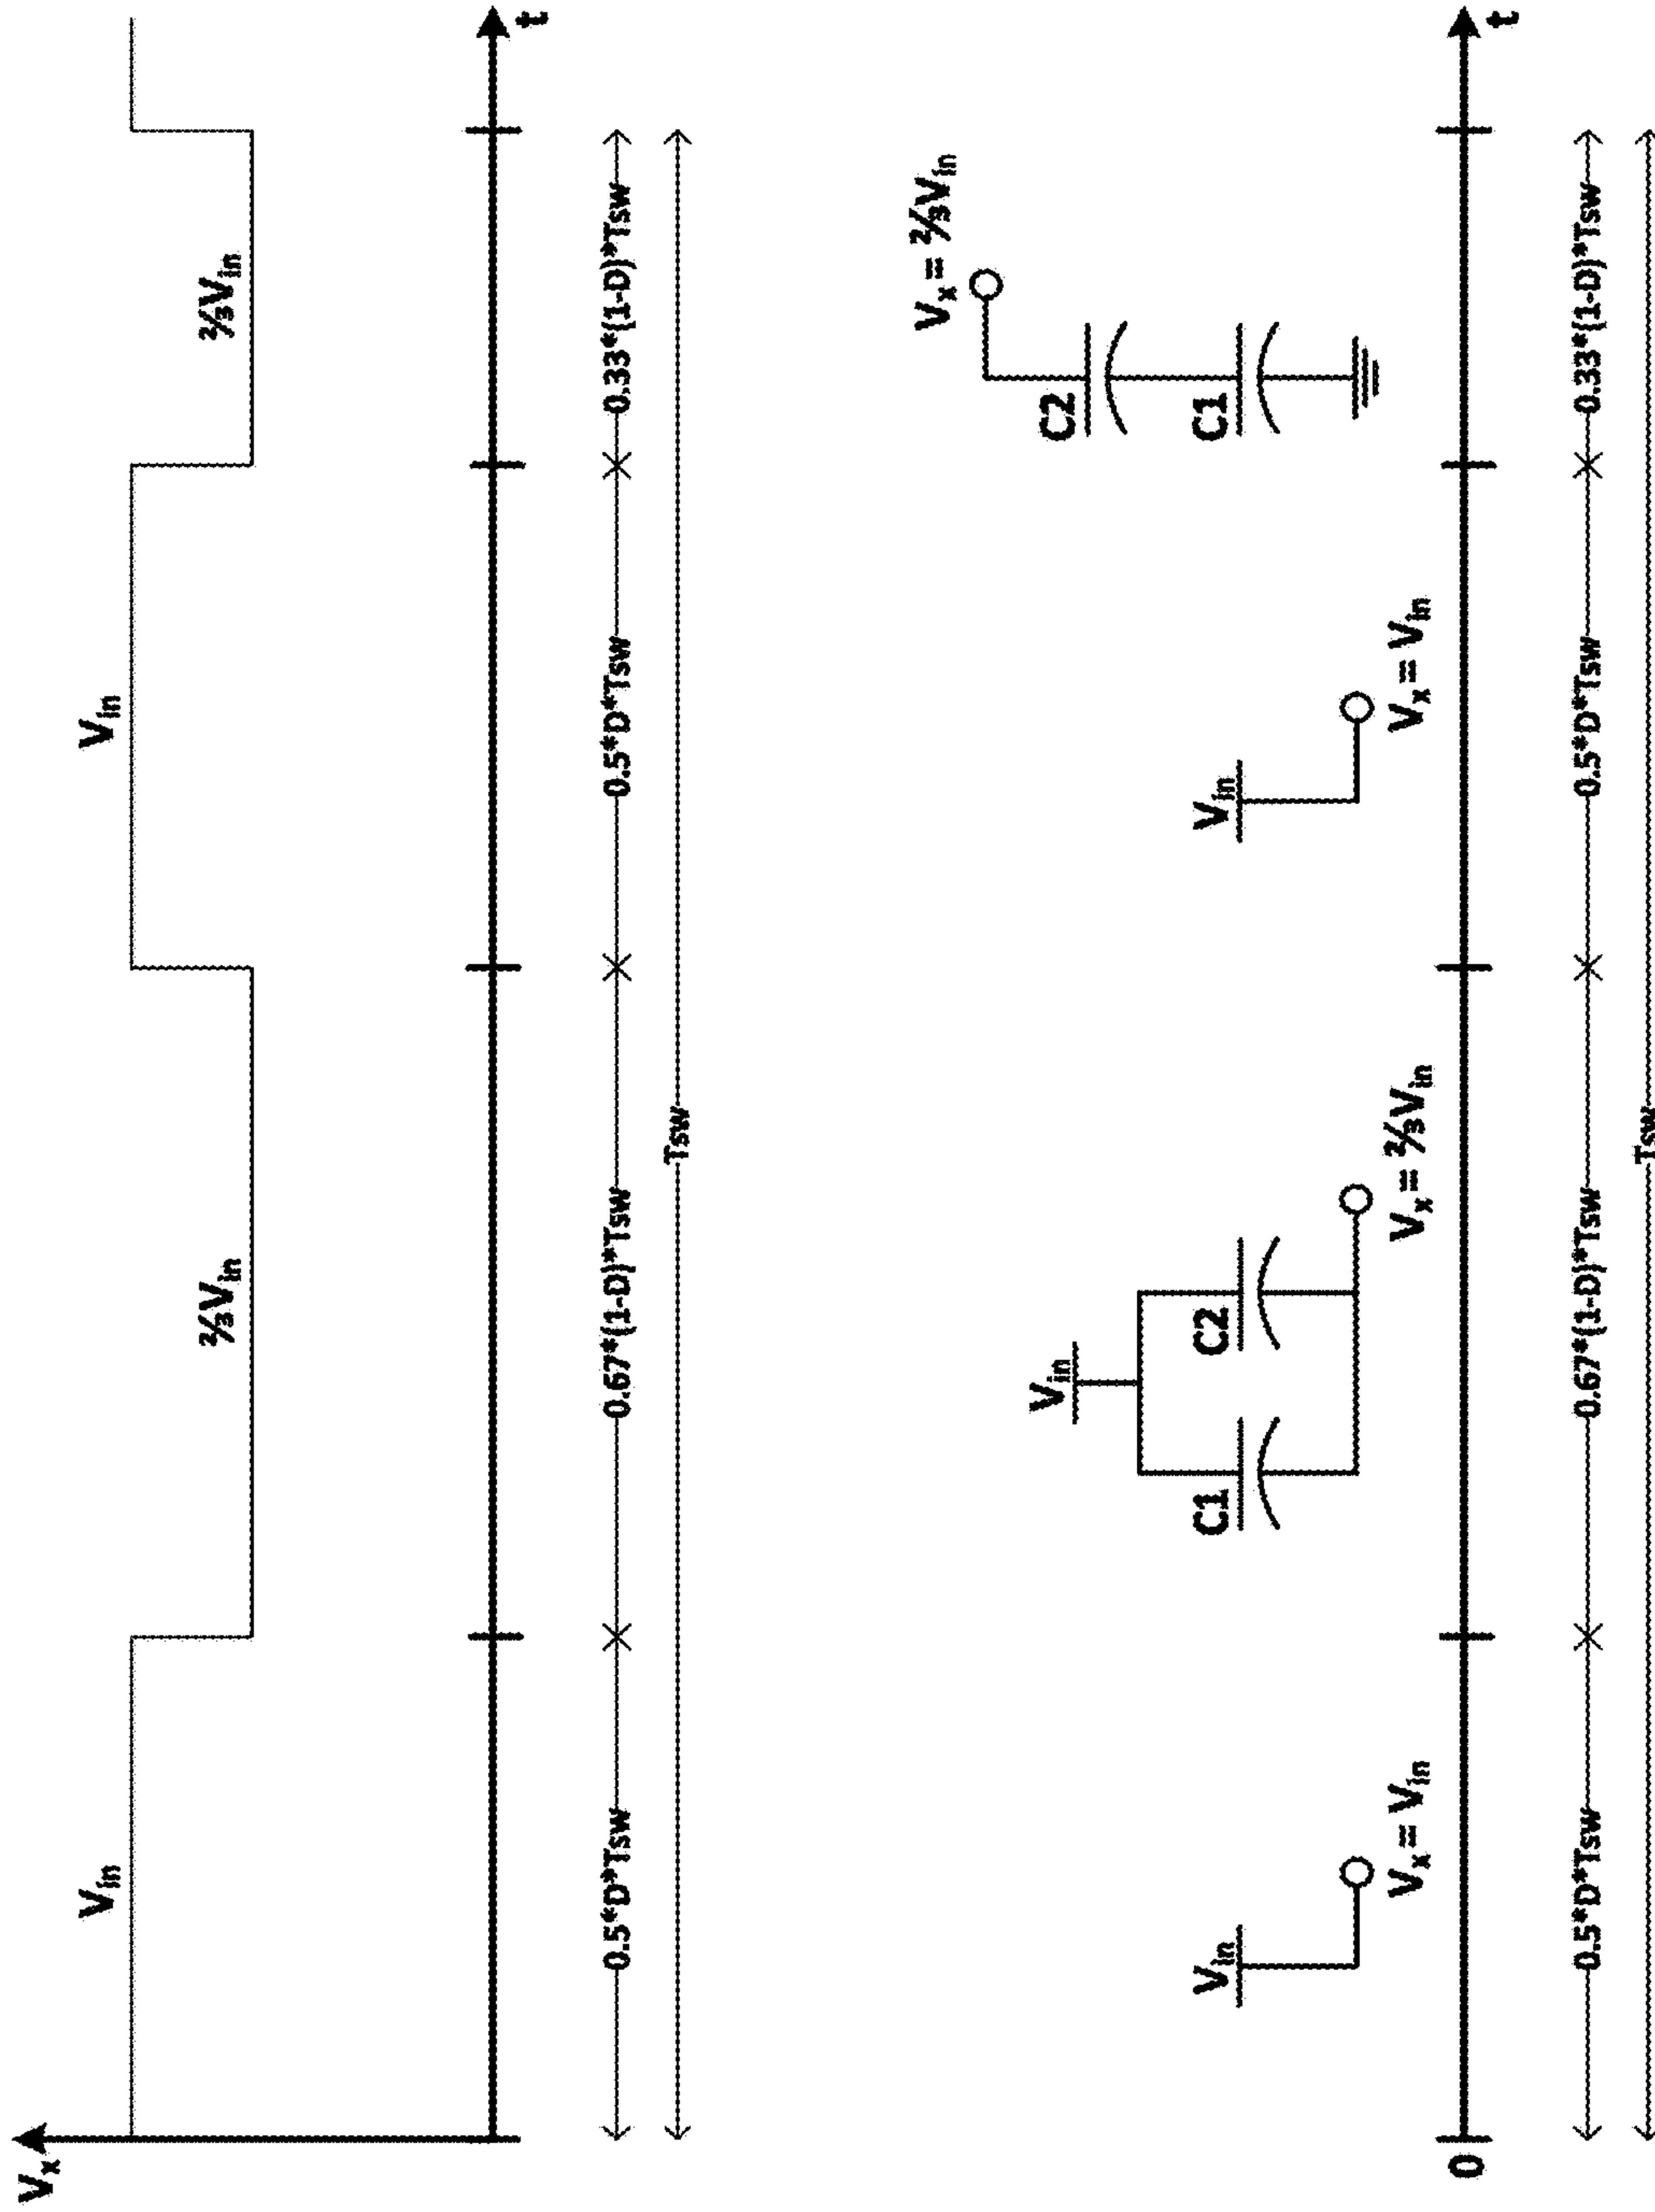 Vx
Vin
⅔Vin
Vin
⅔Vin
t
0.5*D*Tsw
0.67*(1-D)*Tsw
0.5*D*Tsw
0.33*(1-D)*Tsw
Tsw
Vx = ⅔Vin
Vin
C2
Vin
C1
C2
Vin
C1
Vx = Vin
Vx = ⅔Vin
Vx = Vin
0
t
0.5*D*Tsw
0.67*(1-D)*Tsw
0.5*D*Tsw
0.33*(1-D)*Tsw
Tsw